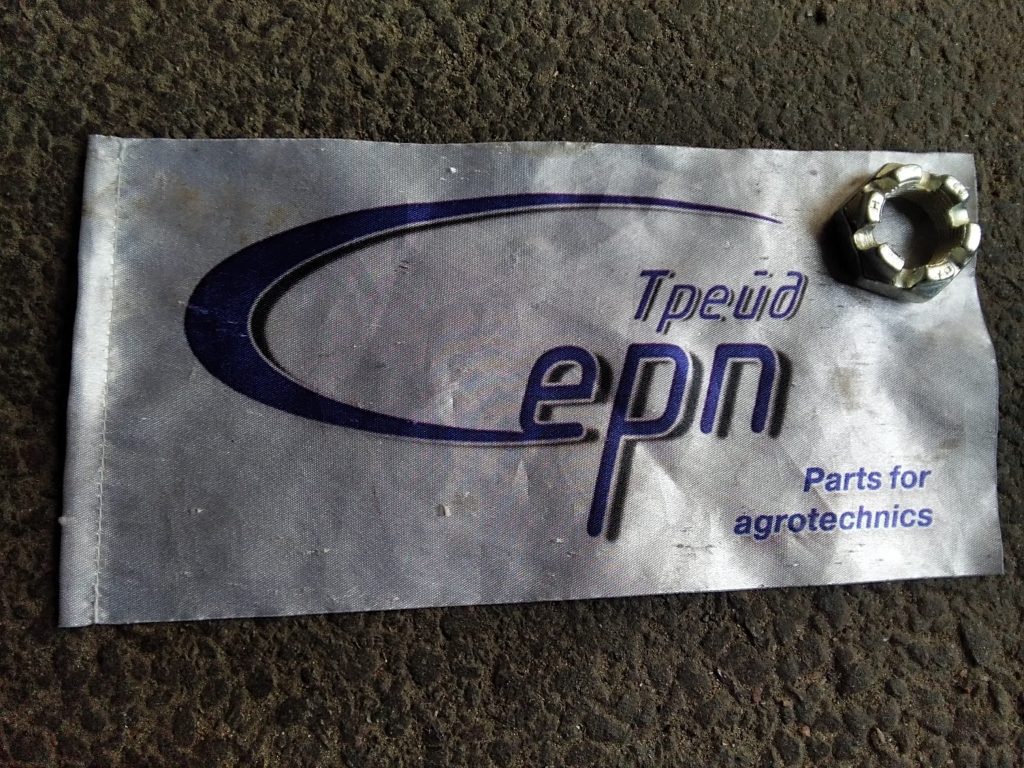 Трейд
Серп
Parts for
agrotechnics